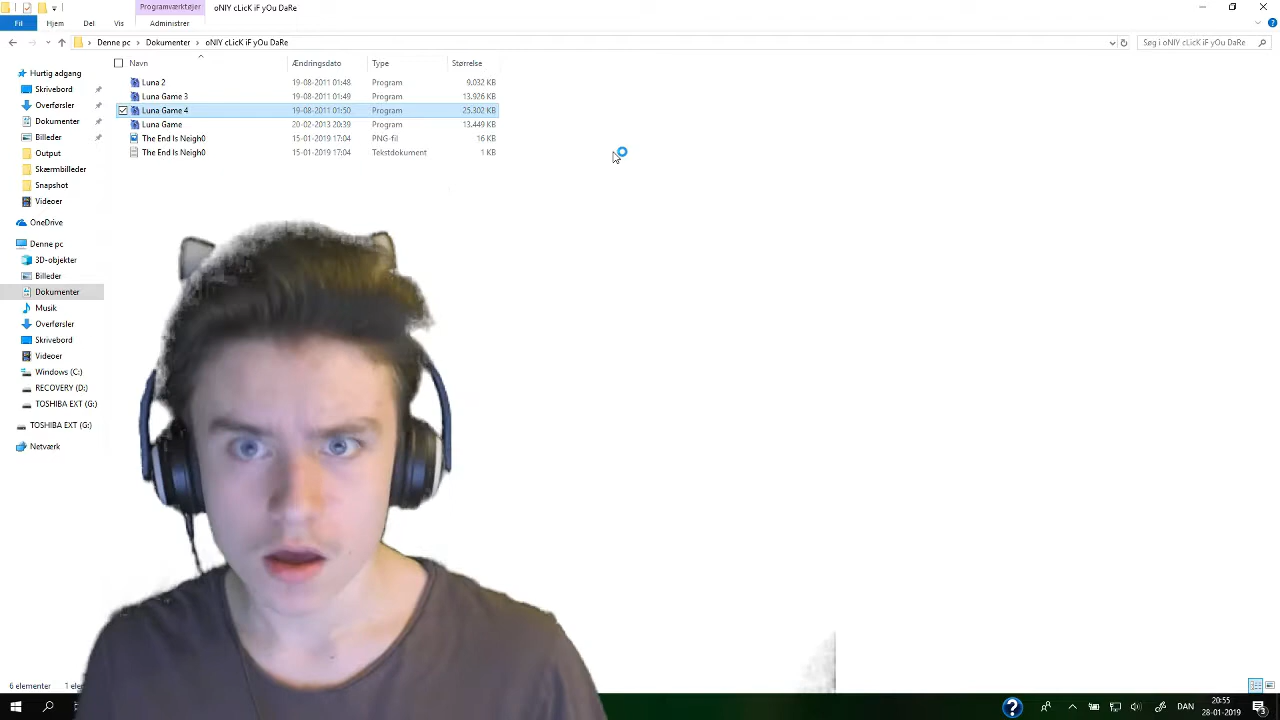 Programværktøjer
oNlY cLicK iF yOu DaRe
Fil
Hjem
Del
Vis
Administrer
Denne pc
Dokumenter
oNlY cLicK iF yOu DaRe
Søg i oNlY cLicK iF yOu DaRe
Navn
Ændringsdato
Type
Størrelse
Luna 2
19-08-2011 01:48
Program
9.032 KB
Luna Game 3
19-08-2011 01:49
Program
13.926 KB
Luna Game 4
19-08-2011 01:50
Program
25.302 KB
Luna Game
20-02-2013 20:39
Program
13.449 KB
The End Is Neigh0
15-01-2019 17:04
PNG-fil
16 KB
The End Is Neigh0
15-01-2019 17:04
Tekstdokument
1 KB
Hurtig adgang
Skrivebord
Overførsler
Dokumenter
Billeder
Output
Skærmbilleder
Snapshot
Videoer
OneDrive
Denne pc
3D-objekter
Billeder
Dokumenter
Musik
Overførsler
Skrivebord
Videoer
Windows (C:)
RECOVERY (D:)
TOSHIBA EXT (G:)
TOSHIBA EXT (G:)
Netværk
6 elementer
DAN
20:55
28-01-2019
3